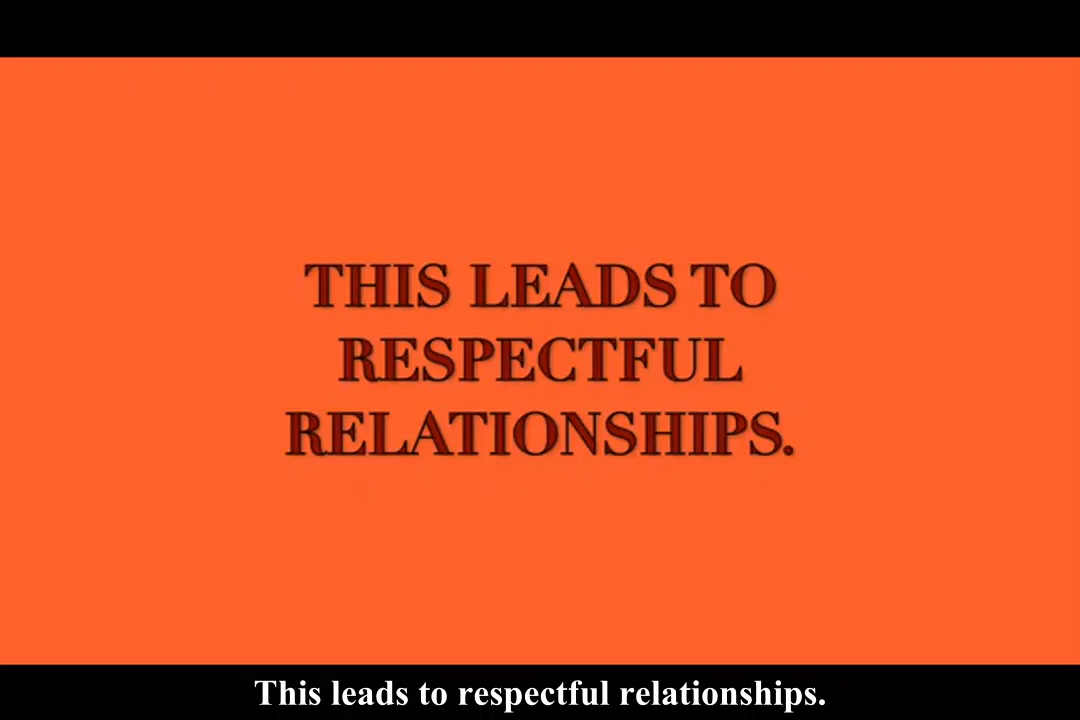 THIS LEADS TO
RESPECTFUL
RELATIONSHIPS.
This leads to respectful relationships.